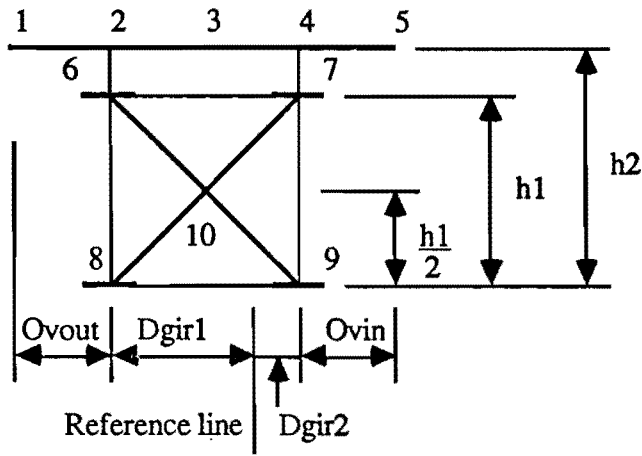 1 2 3 4 5
6 7
h2
h1
10
h1
2
8 9
Ovout Dgir1 Ovin
Reference line Dgir2